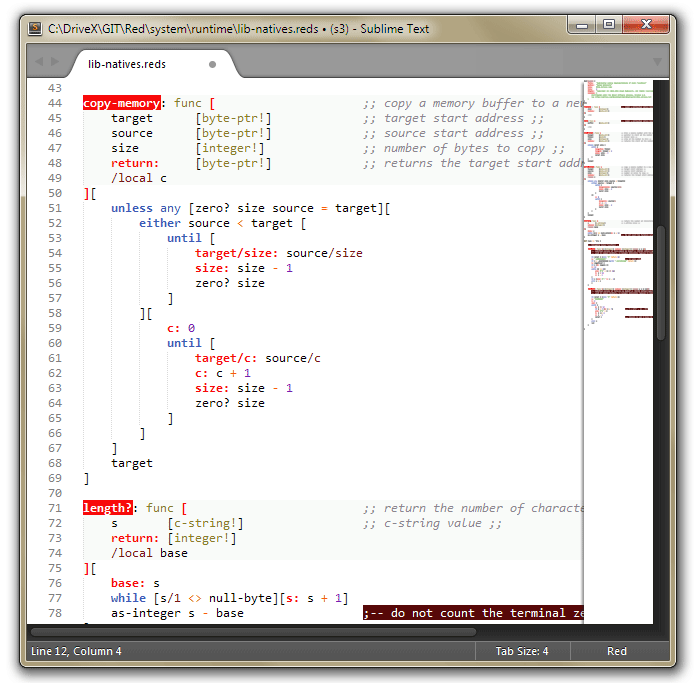 C:\DriveX\GIT\Red\system\runtime\lib-natives.reds • (s3) - Sublime Text
lib-natives.reds
43
44 copy-memory: func [ ;; copy a memory buffer to a new
45 target [byte-ptr!] ;; target start address ;;
46 source [byte-ptr!] ;; source start address ;;
47 size [integer!] ;; number of bytes to copy ;;
48 return: [byte-ptr!] ;; returns the target start addr
49 /local c
50 ][
51 unless any [zero? size source = target][
52 either source < target [
53 until [
54 target/size: source/size
55 size: size - 1
56 zero? size
57 ]
58 ][
59 c: 0
60 until [
61 target/c: source/c
62 c: c + 1
63 size: size - 1
64 zero? size
65 ]
66 ]
67 ]
68 target
69 ]
70
71 length?: func [ ;; return the number of characte
72 s [c-string!] ;; c-string value ;;
73 return: [integer!]
74 /local base
75 ][
76 base: s
77 while [s/1 <> null-byte][s: s + 1]
78 as-integer s - base ;-- do not count the terminal ze
Line 12, Column 4 Tab Size: 4 Red